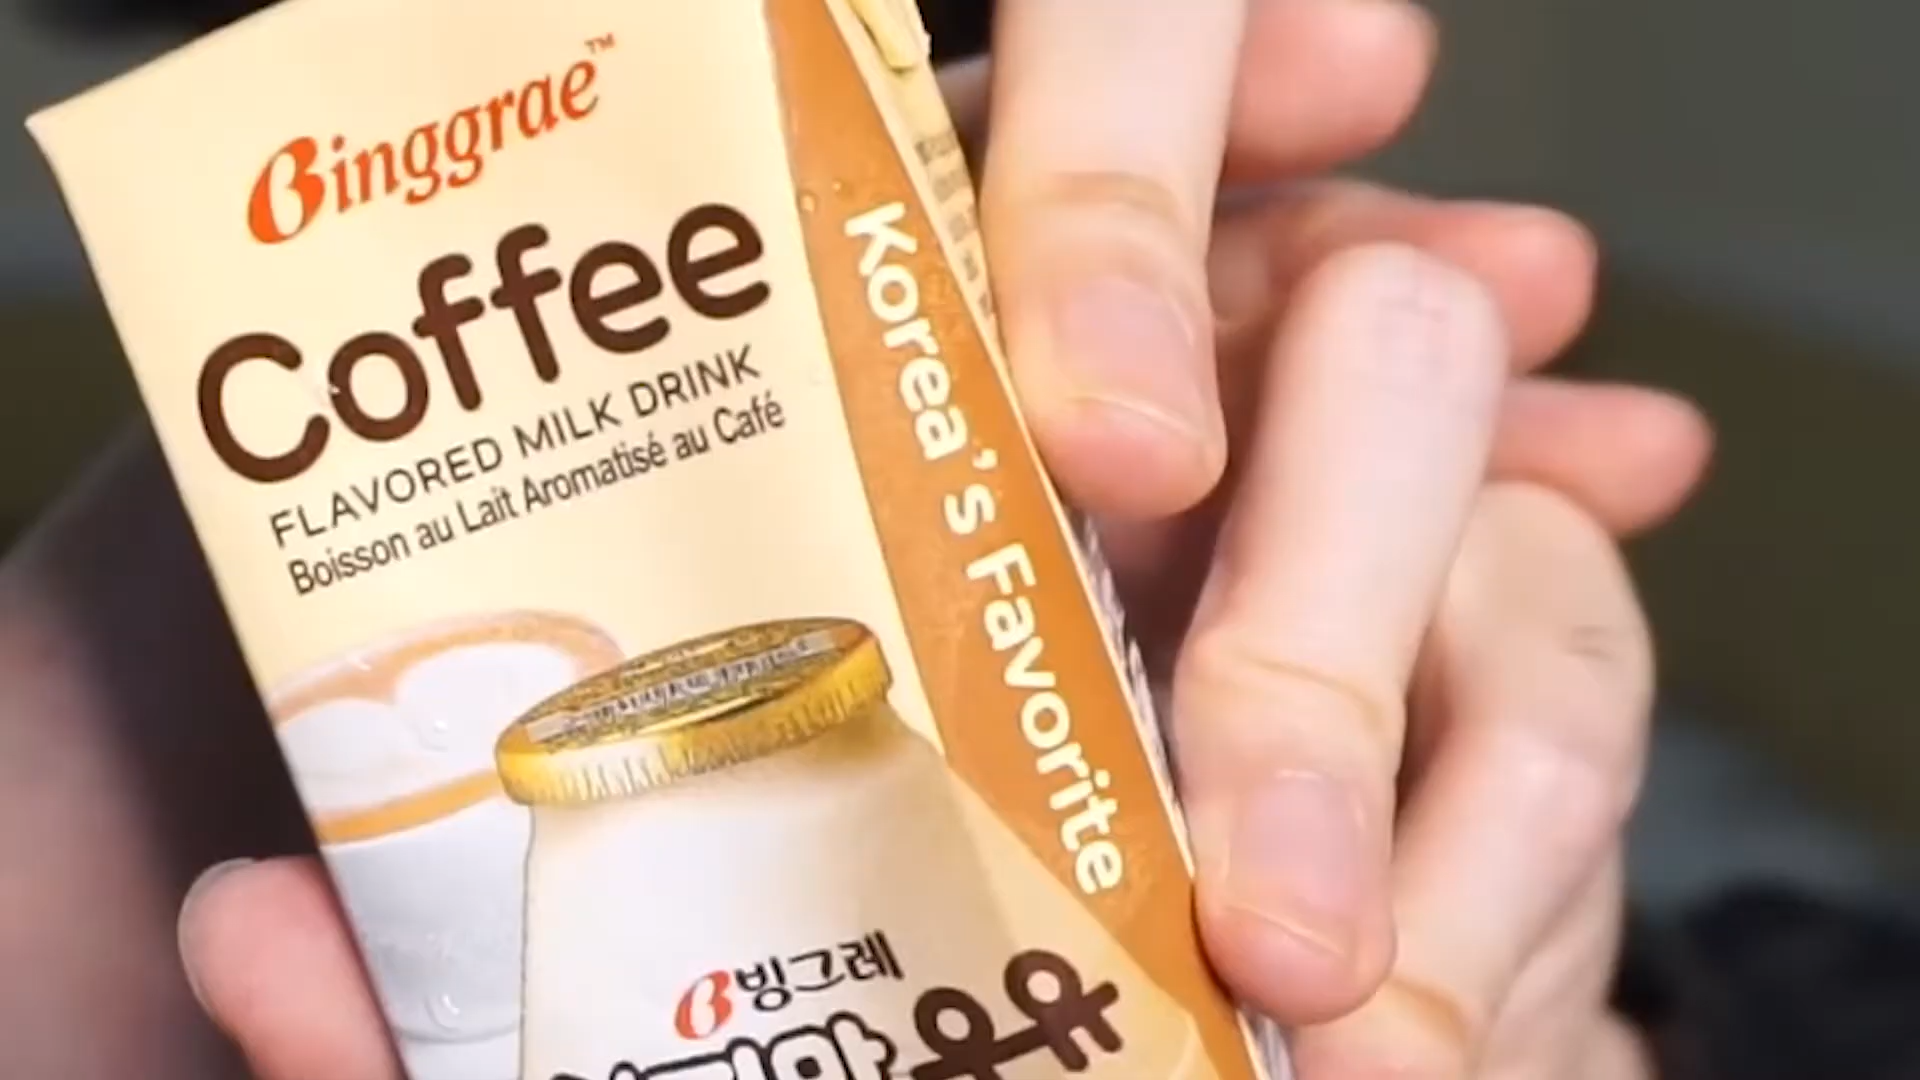 Binggrae™
Coffee
FLAVORED MILK DRINK
Boisson au Lait Aromatisé au Café
Korea's Favorite
빙그레